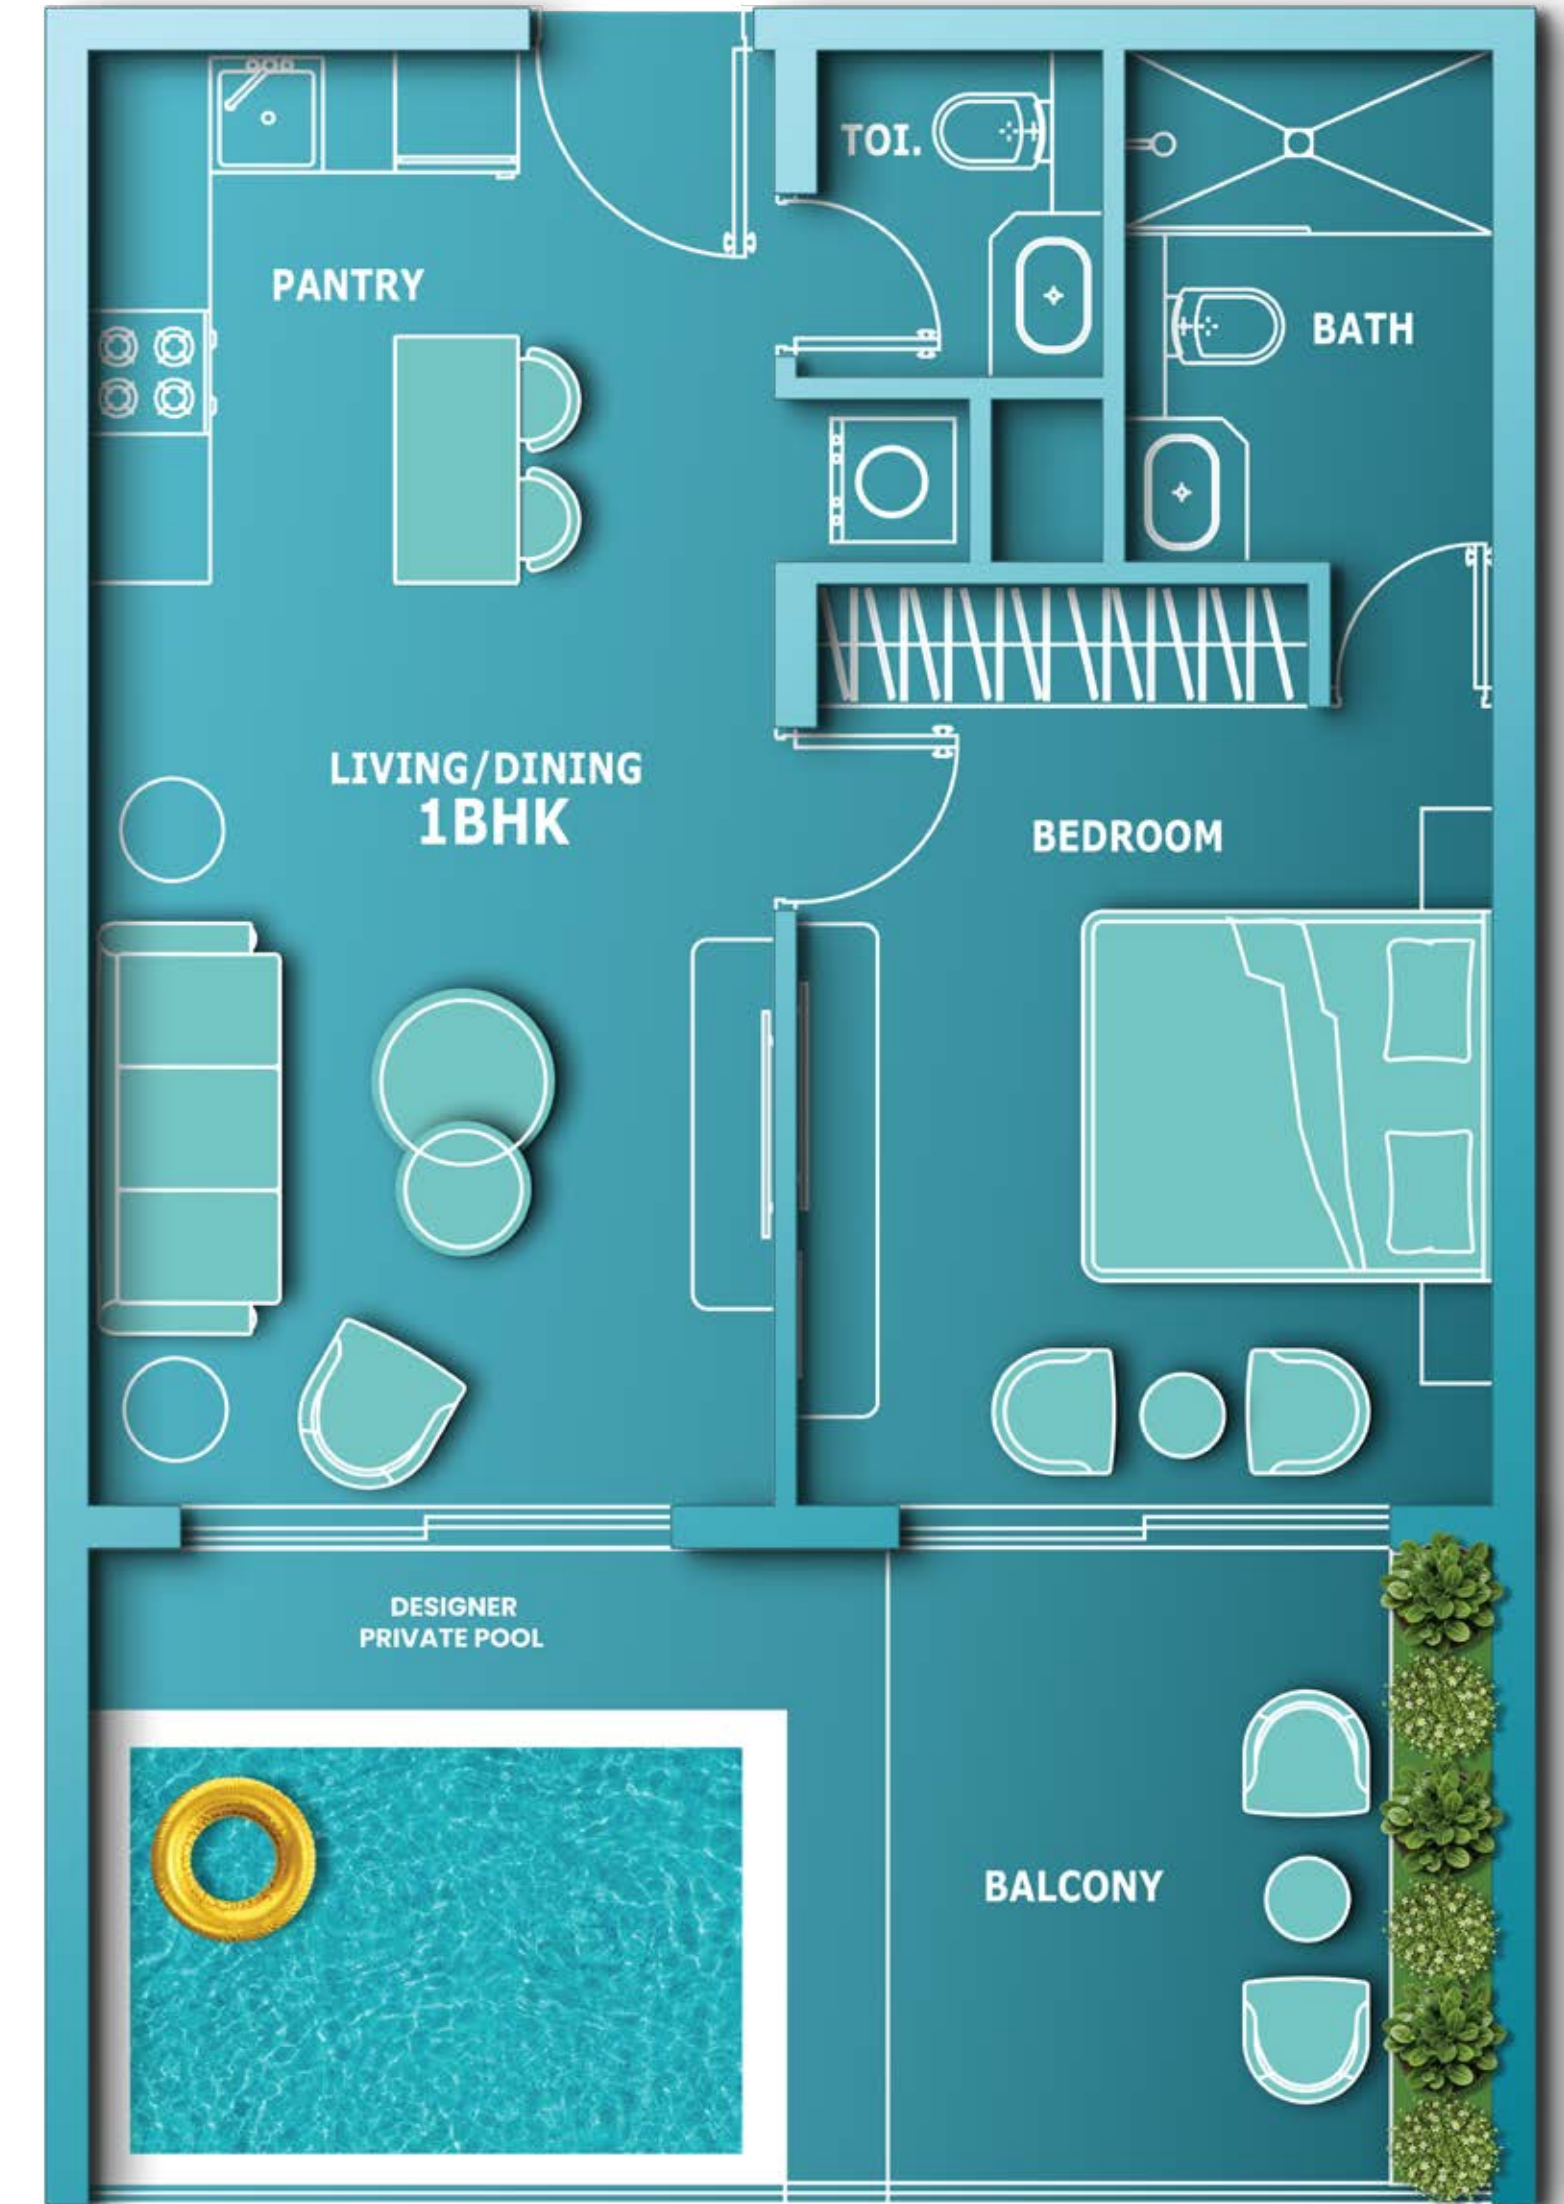 TOI.
PANTRY
BATH
LIVING/DINING
1BHK
BEDROOM
DESIGNER
PRIVATE POOL
BALCONY